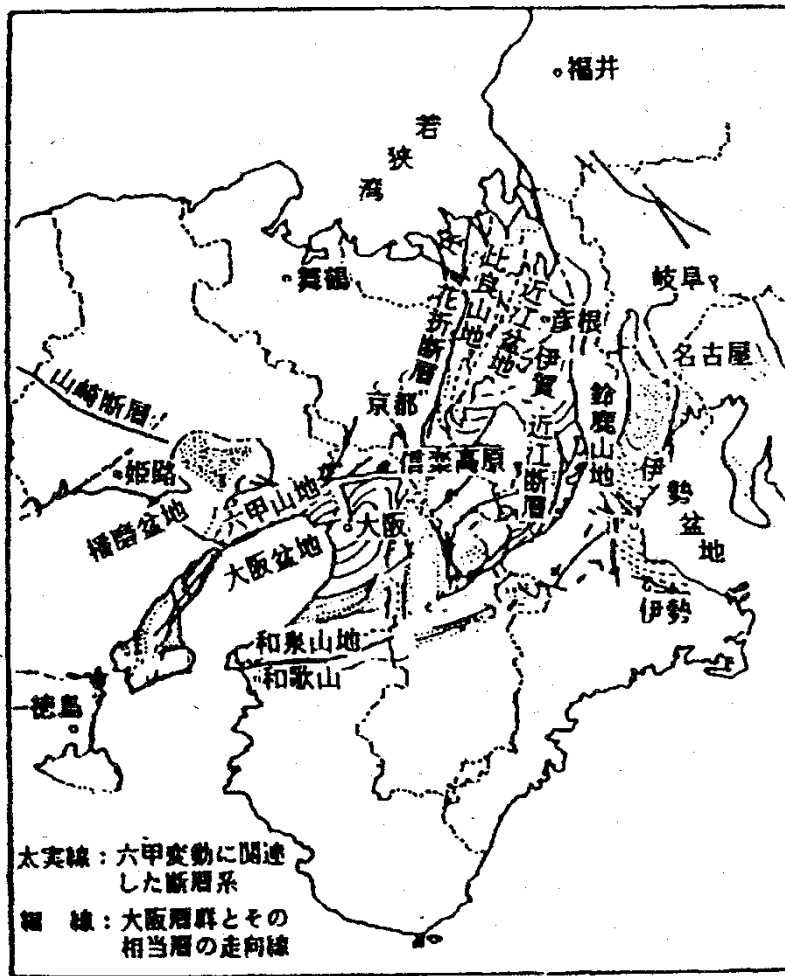 福井
若狭湾
舞鶴
花折断層
比良山地
近江盆地
伊賀
彦根
岐阜
名古屋
山崎断層
京都
鈴鹿山地
信楽高原
近江断層
姫路
六甲山地
播磨盆地
大阪
大阪盆地
伊勢盆地
伊勢
和泉山地
和歌山
徳島
太実線：六甲変動に関連
した断層系
細　線：大阪層群とその
相当層の走向線